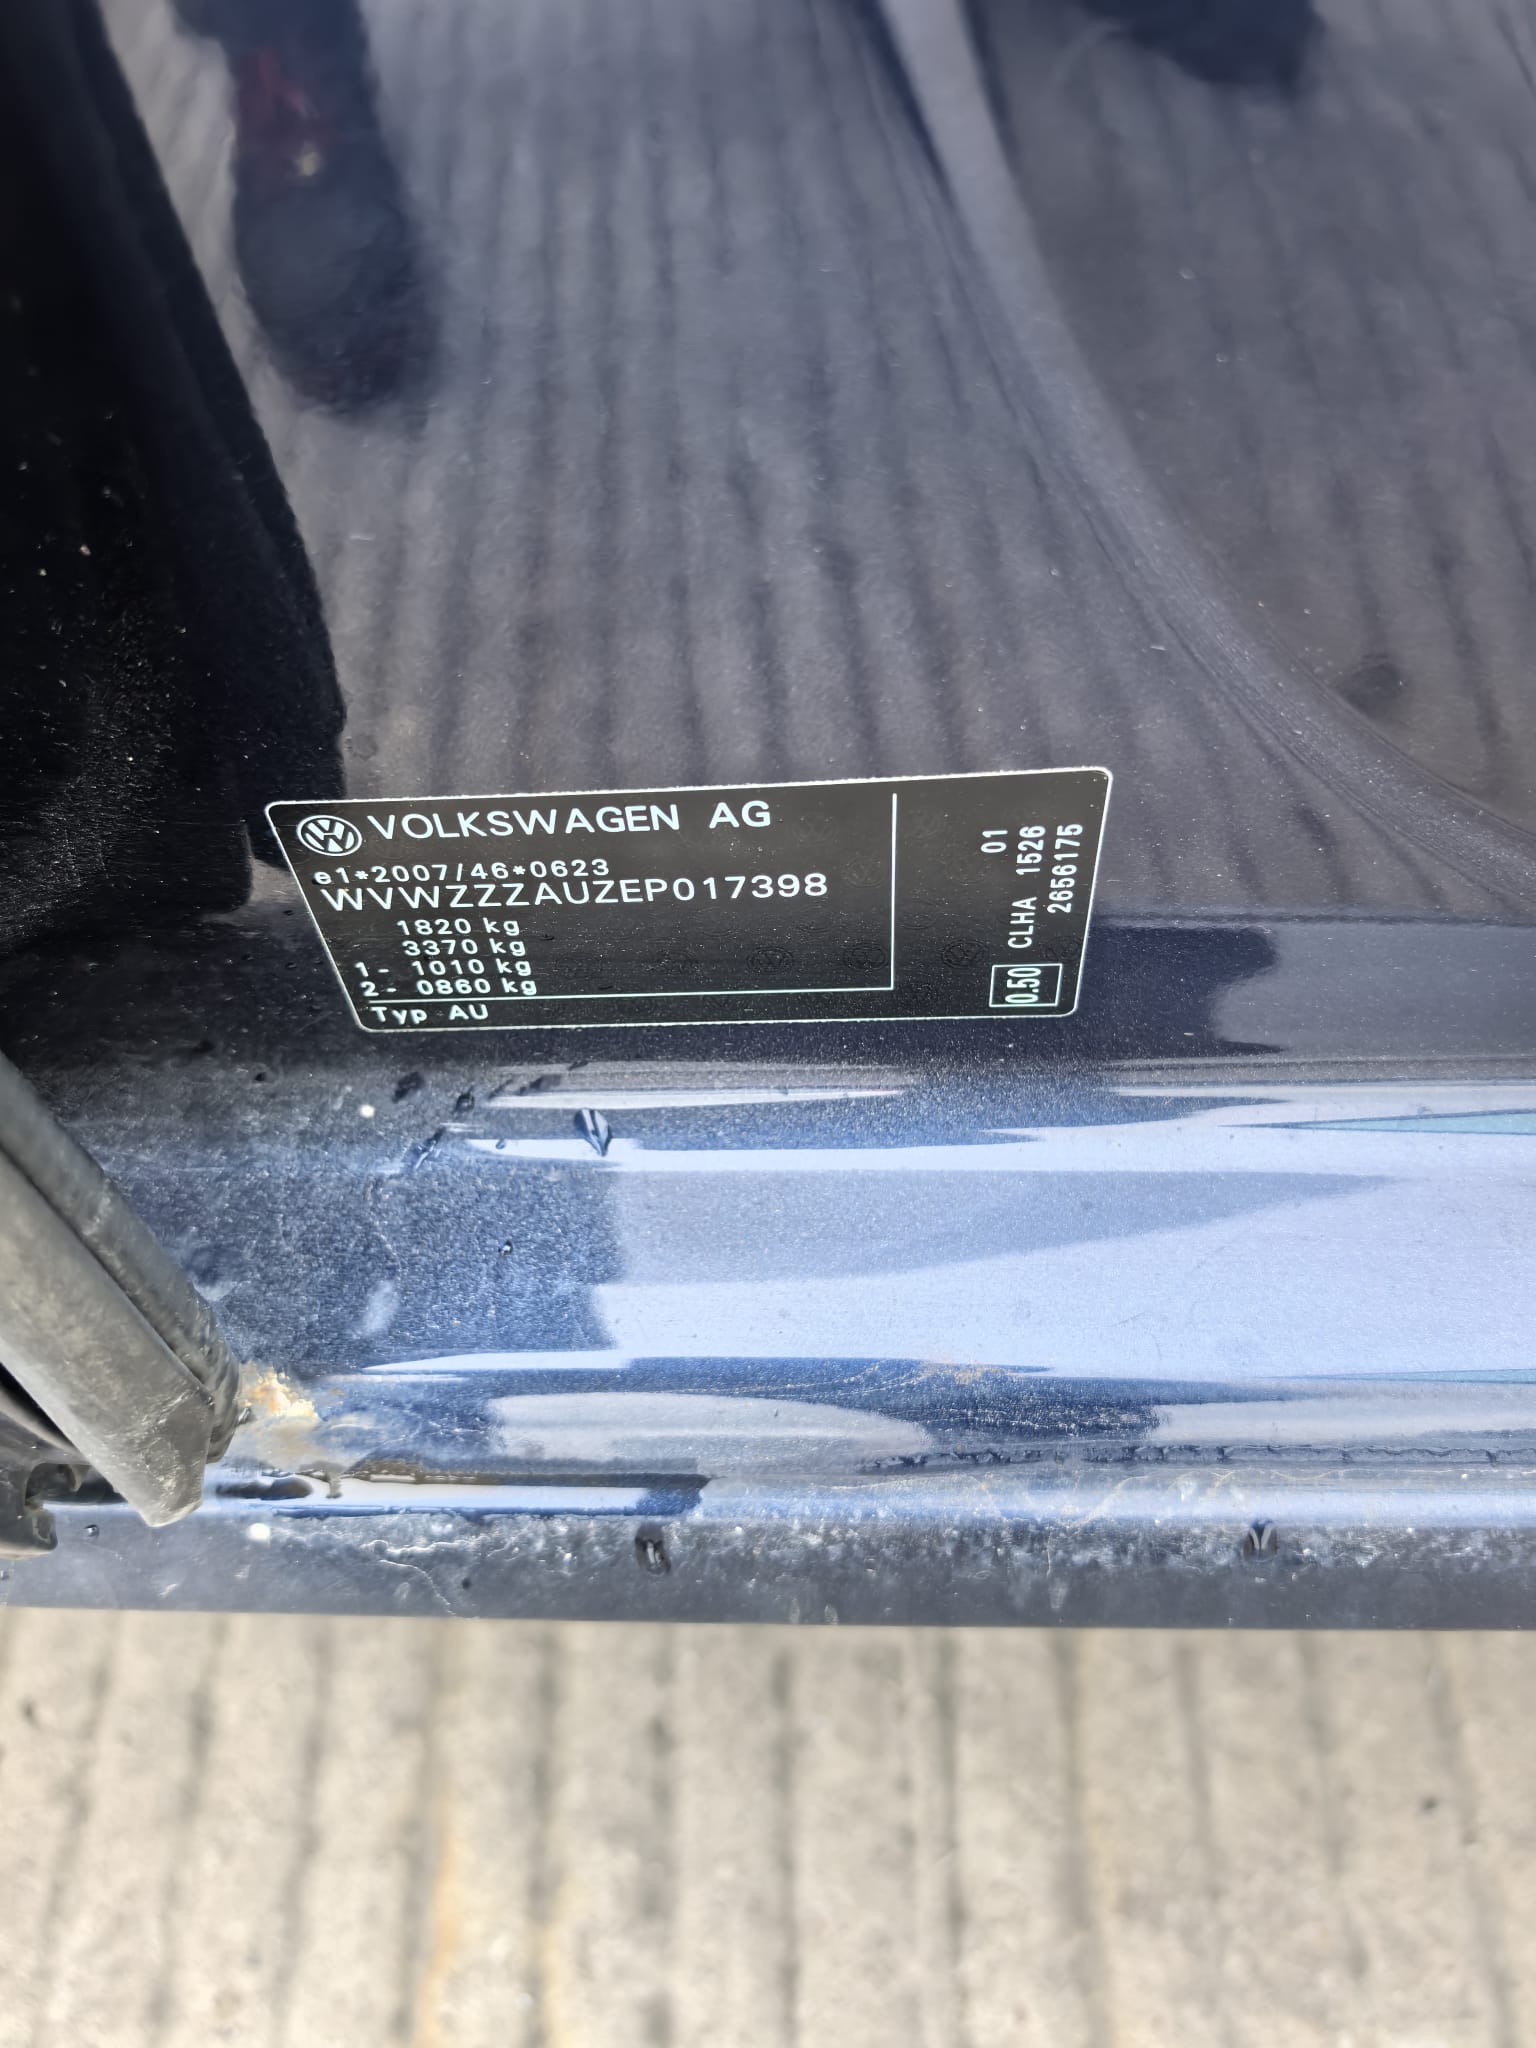 VOLKSWAGEN AG
e1*2007/46*0623
WVWZZZAUZEP017398
1820 kg
3370 kg
1- 1010 kg
2- 0860 kg
Typ AU
01
0.50 CLHA 1526
2656175